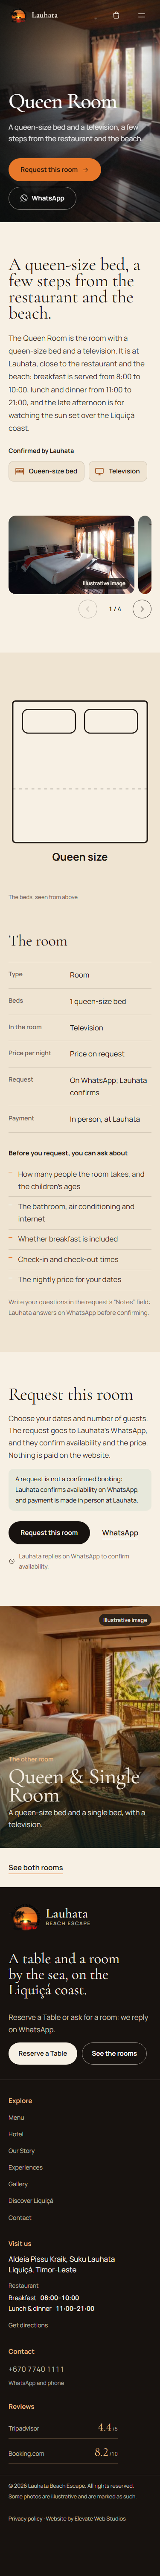 Lauhata
Queen Room
A queen-size bed and a television, a few
steps from the restaurant and the beach.
Request this room →
WhatsApp
A queen-size bed, a
few steps from the
restaurant and the
beach.
The Queen Room is the room with a
queen-size bed and a television. It is at
Lauhata, close to the restaurant and the
beach: breakfast is served from 8:00 to
10:00, lunch and dinner from 11:00 to
21:00, and the late afternoon is for
watching the sun set over the Liquiçá
coast.
Confirmed by Lauhata
Queen-size bed
Television
Illustrative image
1 / 4
Queen size
The beds, seen from above
The room
Type Room
Beds 1 queen-size bed
In the room Television
Price per night Price on request
Request On WhatsApp; Lauhata
confirms
Payment In person, at Lauhata
Before you request, you can ask about
— How many people the room takes, and
the children's ages
— The bathroom, air conditioning and
internet
— Whether breakfast is included
— Check-in and check-out times
— The nightly price for your dates
Write your questions in the request's "Notes" field:
Lauhata answers on WhatsApp before confirming.
Request this room
Choose your dates and number of guests.
The request goes to Lauhata's WhatsApp,
and they confirm availability and the price.
Nothing is paid on the website.
A request is not a confirmed booking:
Lauhata confirms availability on WhatsApp,
and payment is made in person at Lauhata.
Request this room
WhatsApp
Lauhata replies on WhatsApp to confirm
availability.
Illustrative image
The other room
Queen & Single
Room
A queen-size bed and a single bed, with a
television.
See both rooms
Lauhata
BEACH ESCAPE
A table and a room
by the sea, on the
Liquiçá coast.
Reserve a Table or ask for a room: we reply
on WhatsApp.
Reserve a Table
See the rooms
Explore
Menu
Hotel
Our Story
Experiences
Gallery
Discover Liquiçá
Contact
Visit us
Aldeia Pissu Kraik, Suku Lauhata
Liquiçá, Timor-Leste
Restaurant
Breakfast 08:00–10:00
Lunch & dinner 11:00–21:00
Get directions
Contact
+670 7740 1111
WhatsApp and phone
Reviews
Tripadvisor 4.4 /5
Booking.com 8.2 /10
© 2026 Lauhata Beach Escape. All rights reserved.
Some photos are illustrative and are marked as such.
Privacy policy · Website by Elevate Web Studios